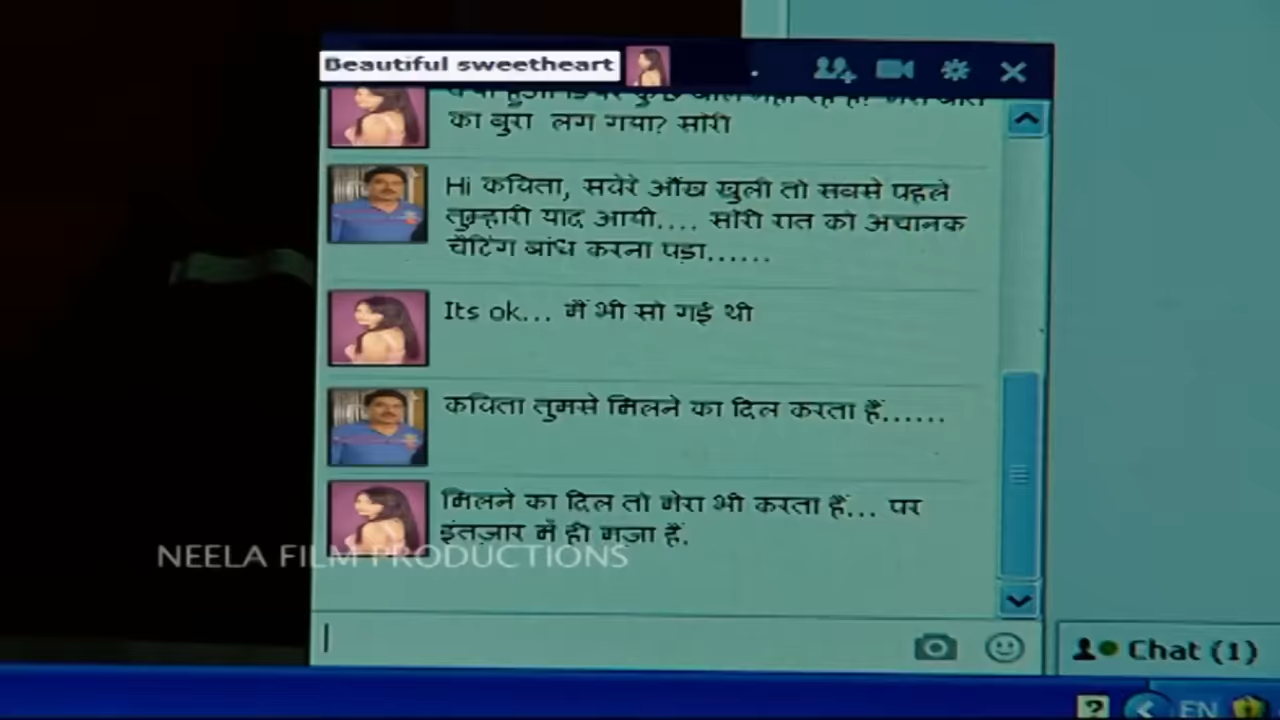 Beautiful sweetheart
का बुरा लग गया? सॉरी
Hi कविता, सवेरे आँख खुली तो सबसे पहले
तुम्हारी याद आयी.... सॉरी रात को अचानक
चैटिंग बांध करना पड़ा......
Its ok... मैं भी सो गई थी
कविता तुमसे मिलने का दिल करता हैं......
मिलने का दिल तो मेरा भी करता हैं... पर
इंतज़ार में ही मज़ा हैं.
NEELA FILM PRODUCTIONS
Chat (1)
EN